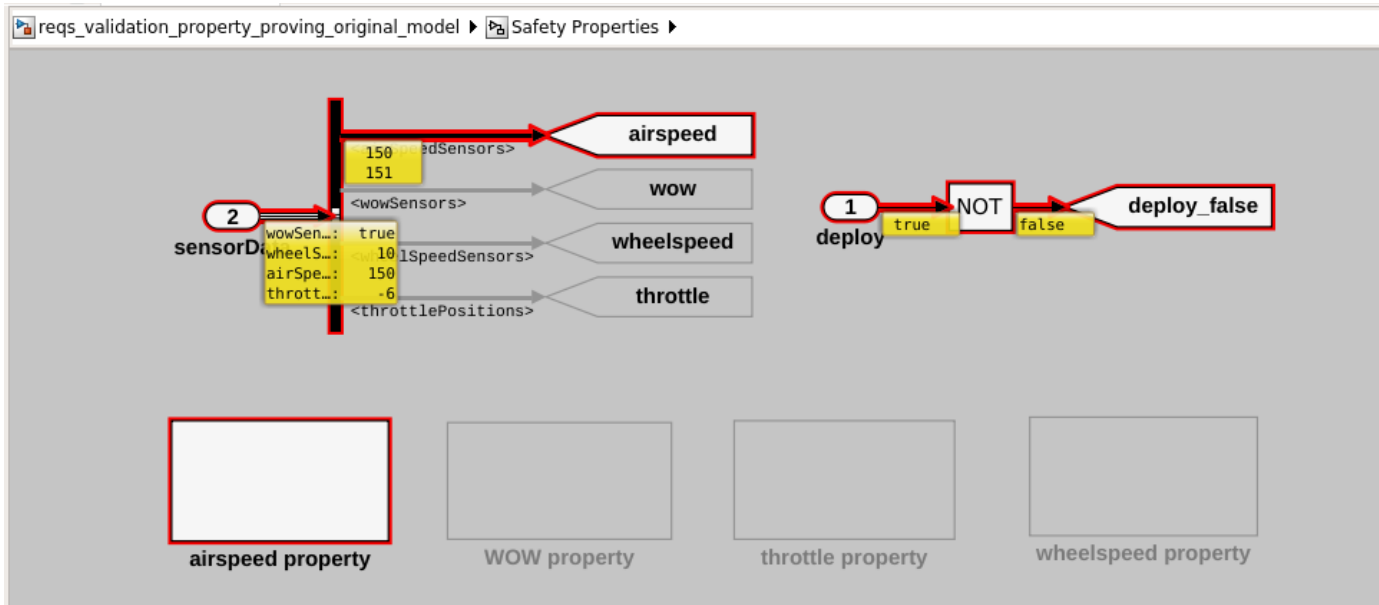 reqs_validation_property_proving_original_model Safety Properties
airspeed
150
151
wow
<wowSensors>
2
sensorData
wowSen…: true
wheelS…: 10
airSpe…: 150
thrott…: -6
wheelspeed
throttle
<throttlePositions>
1
deploy
true
NOT
false
deploy_false
airspeed property
WOW property
throttle property
wheelspeed property